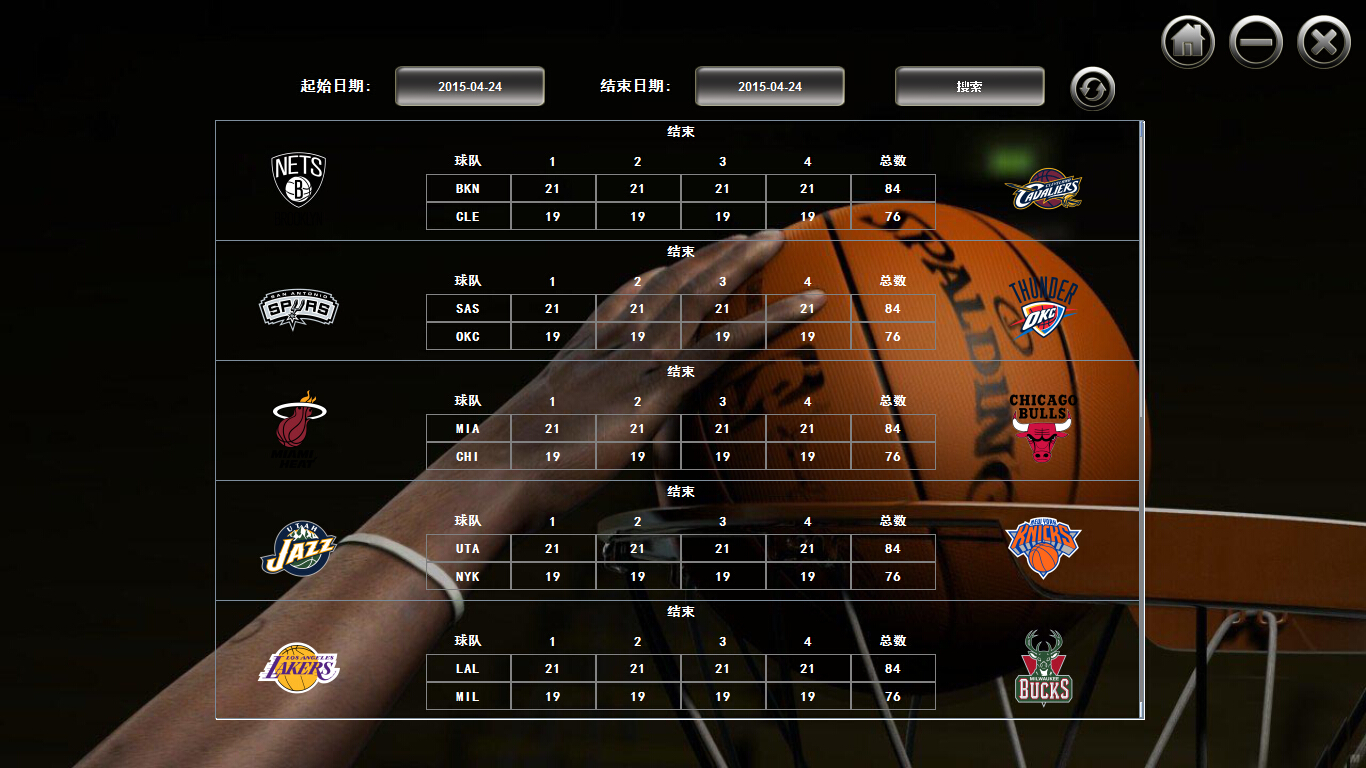 起始日期： 2015-04-24 结束日期： 2015-04-24 搜索
结束
NETS
B
球队 1 2 3 4 总数
BKN 21 21 21 21 84
CLE 19 19 19 19 76
CAVALIERS
结束
SAN ANTONIO
SPURS
球队 1 2 3 4 总数
SAS 21 21 21 21 84
OKC 19 19 19 19 76
THUNDER
OKC
结束
MIAMI
HEAT
球队 1 2 3 4 总数
MIA 21 21 21 21 84
CHI 19 19 19 19 76
CHICAGO
BULLS
结束
UTAH
JAZZ
球队 1 2 3 4 总数
UTA 21 21 21 21 84
NYK 19 19 19 19 76
NEW YORK
KNICKS
结束
LOS ANGELES
LAKERS
球队 1 2 3 4 总数
LAL 21 21 21 21 84
MIL 19 19 19 19 76
MILWAUKEE
BUCKS
SPALDING